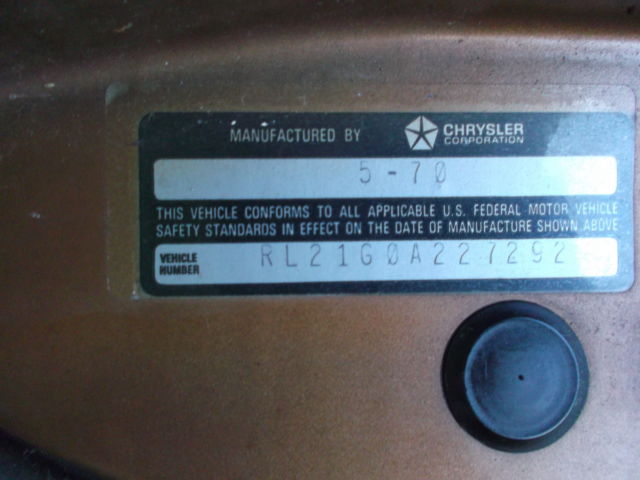 MANUFACTURED BY CHRYSLER CORPORATION
5-70
THIS VEHICLE CONFORMS TO ALL APPLICABLE U.S. FEDERAL MOTOR VEHICLE
SAFETY STANDARDS IN EFFECT ON THE DATE OF MANUFACTURE SHOWN ABOVE
VEHICLE NUMBER RL21G0A227292